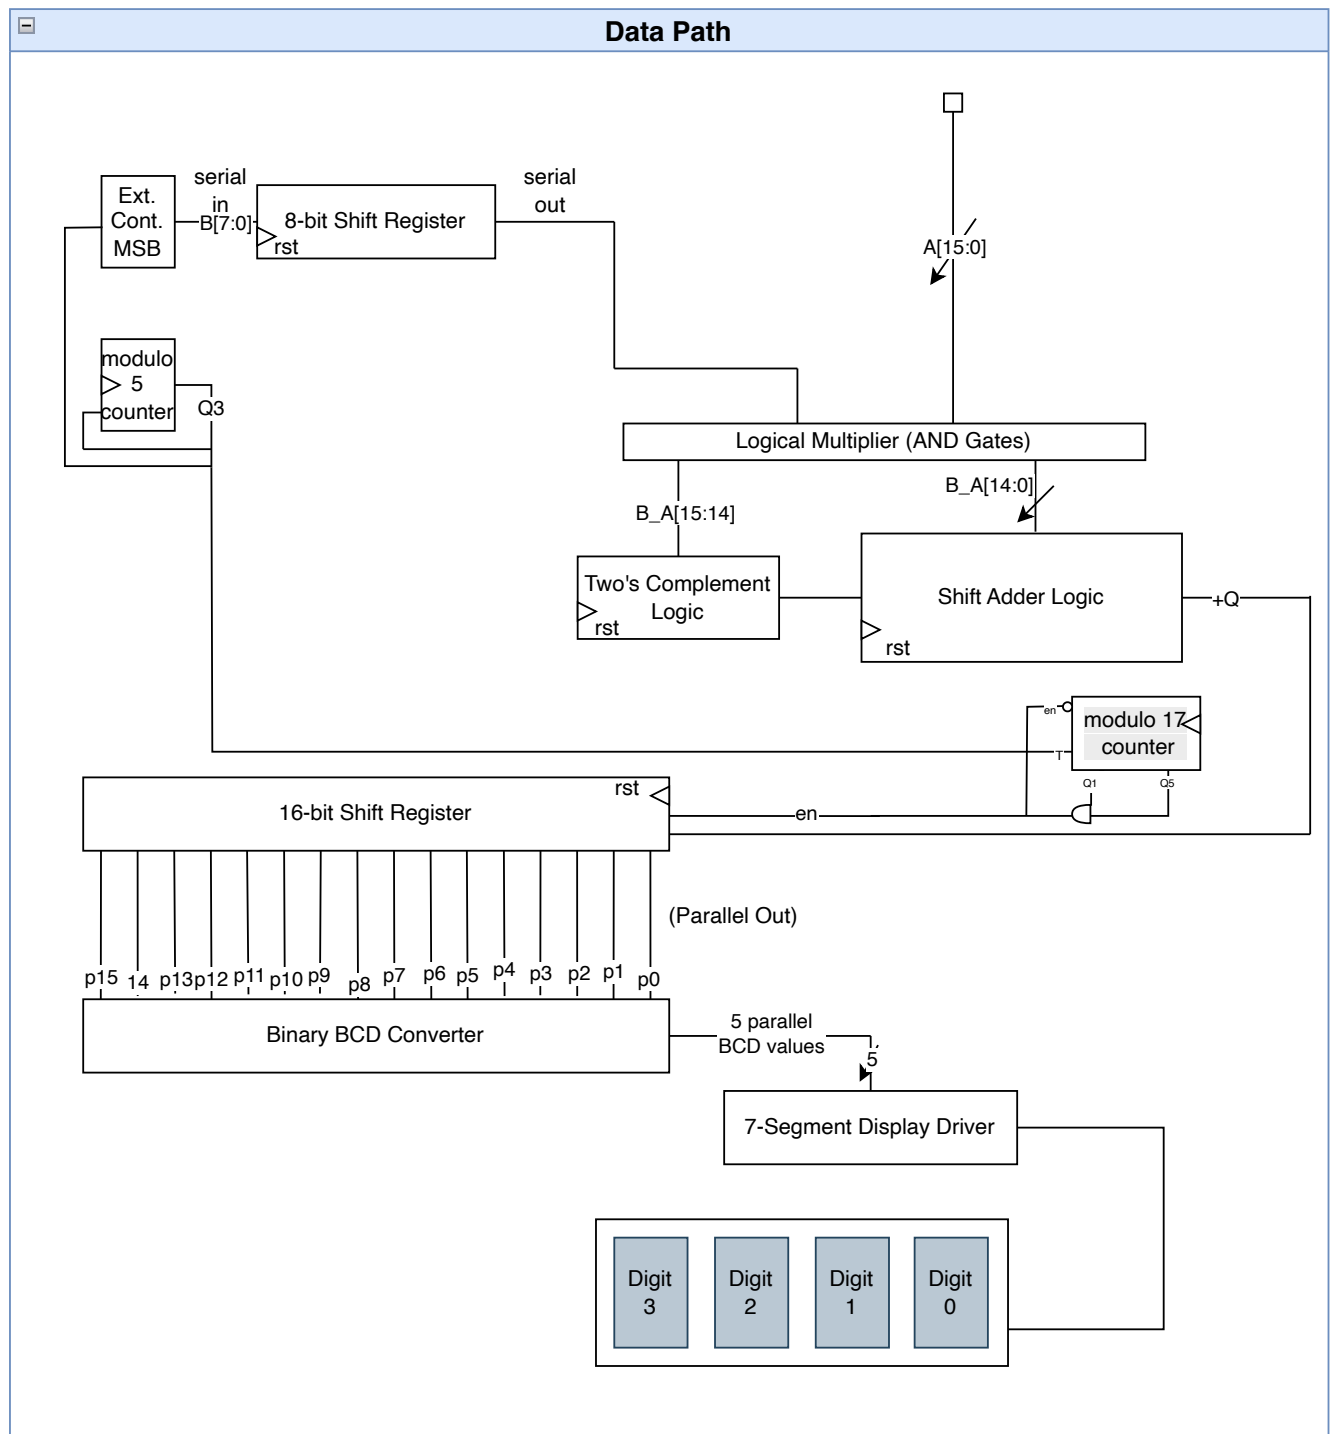 Data Path
serial
in
B[7:0]
Ext.
Cont.
MSB
8-bit Shift Register
rst
serial
out
A[15:0]
modulo
5
counter
Q3
Logical Multiplier (AND Gates)
B_A[15:14]
B_A[14:0]
Two's Complement
Logic
rst
Shift Adder Logic
rst
+Q
en
modulo 17
counter
T
Q1
Q5
rst
16-bit Shift Register
en
(Parallel Out)
p15 14 p13 p12 p11 p10 p9 p8 p7 p6 p5 p4 p3 p2 p1 p0
Binary BCD Converter
5 parallel
BCD values
5
7-Segment Display Driver
Digit
3
Digit
2
Digit
1
Digit
0